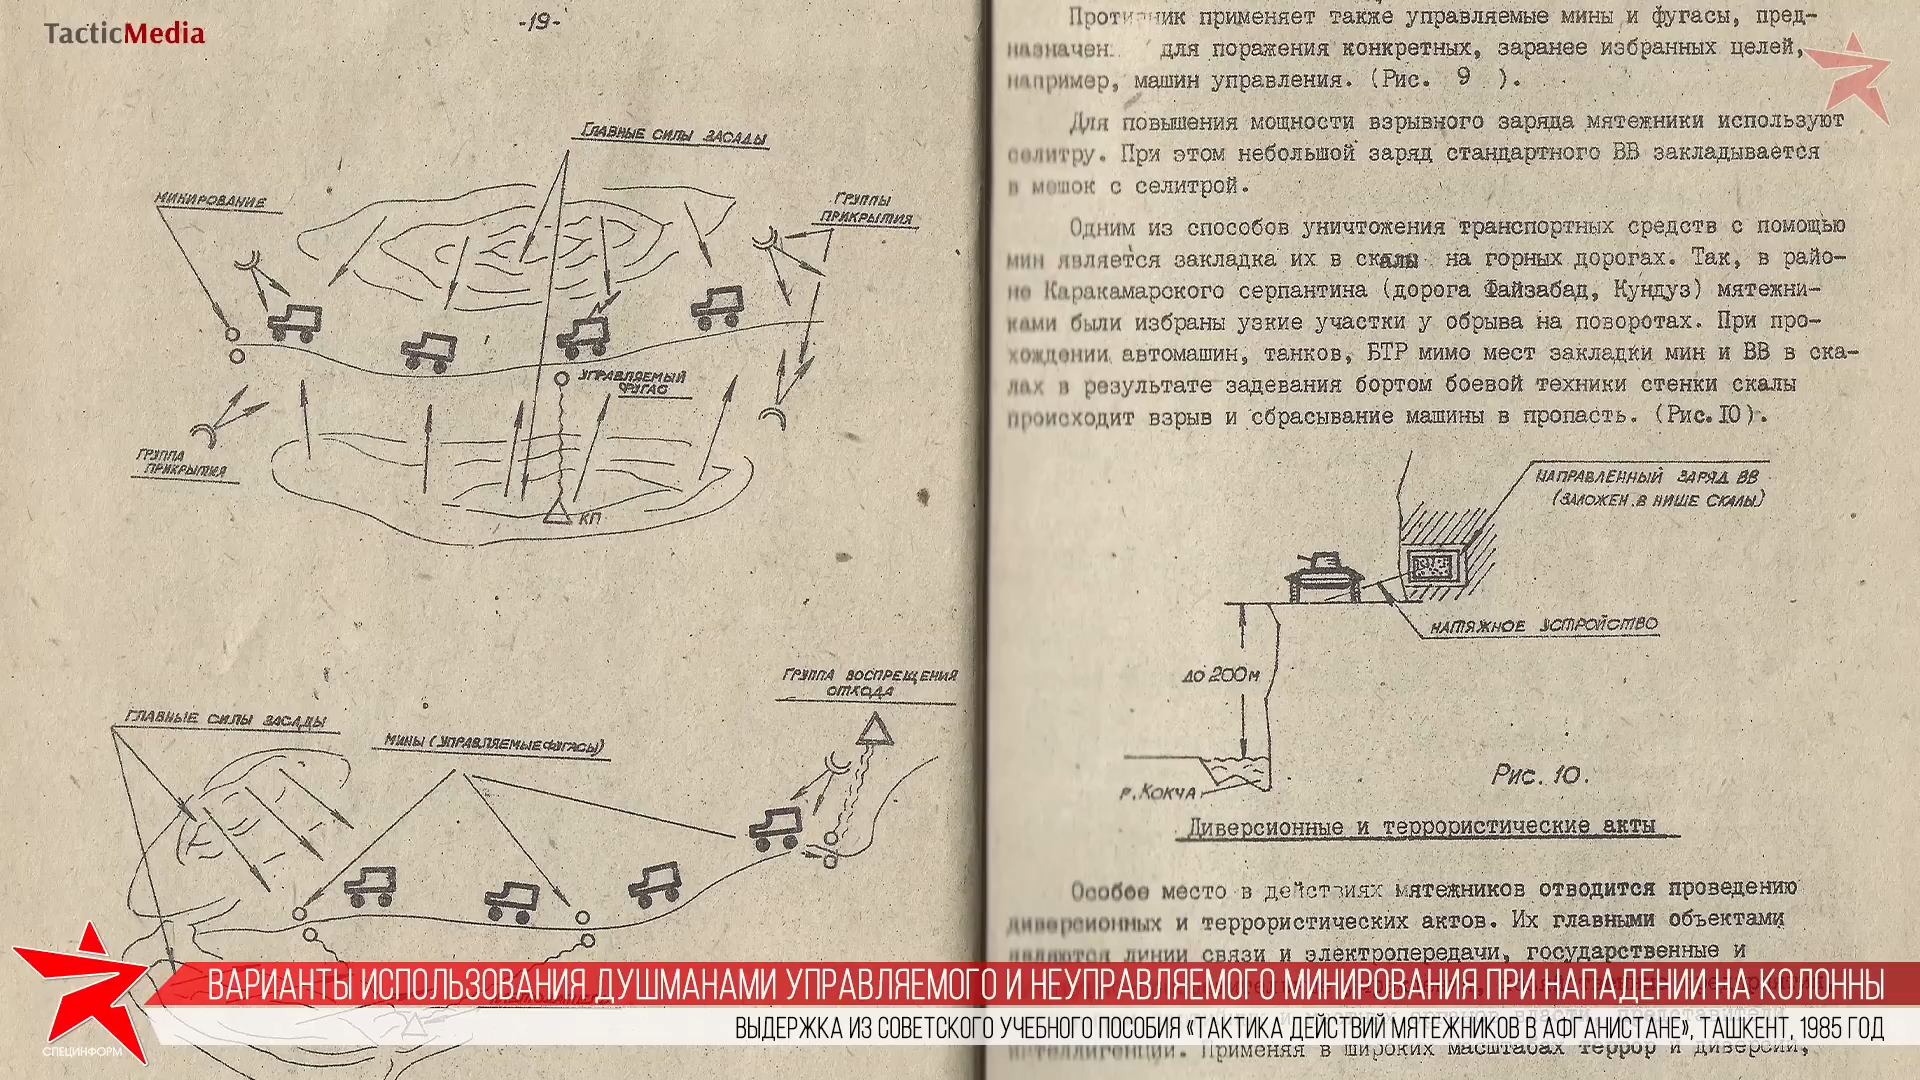 TacticMedia
-19-
ГЛАВНЫЕ СИЛЫ ЗАСАДЫ
МИНИРОВАНИЕ
ГРУППЫ
ПРИКРЫТИЯ
УПРАВЛЯЕМЫЙ
ФУГАС
ГРУППА
ПРИКРЫТИЯ
КП
ГРУППА ВОСПРЕЩЕНИЯ
ОТХОДА
ГЛАВНЫЕ СИЛЫ ЗАСАДЫ
МИНЫ (УПРАВЛЯЕМЫЕ ФУГАСЫ)
Противник применяет также управляемые мины и фугасы, пред-
назначен для поражения конкретных, заранее избранных целей,
например, машин управления. (Рис. 9 ).
Для повышения мощности взрывного заряда мятежники используют
селитру. При этом небольшой заряд стандартного ВВ закладывается
в мешок с селитрой.
Одним из способов уничтожения транспортных средств с помощью
мин является закладка их в скалы на горных дорогах. Так, в райо-
не Каракамарского серпантина (дорога Файзабад, Кундуз) мятежни-
ками были избраны узкие участки у обрыва на поворотах. При про-
хождении автомашин, танков, БТР мимо мест закладки мин и ВВ в ска-
лах в результате задевания бортом боевой техники стенки скалы
происходит взрыв и сбрасывание машины в пропасть. (Рис.10).
НАПРАВЛЕННЫЙ ЗАРЯД ВВ
(ЗАЛОЖЕН В НИШЕ СКАЛЫ)
НАТЯЖНОЕ УСТРОЙСТВО
ДО 200м
р. КОКЧА
Рис. 10.
Диверсионные и террористические акты
Особое место в действиях мятежников отводится проведению
диверсионных и террористических актов. Их главными объектами
являются линии связи и электропередачи, государственные и
интеллигенции. Применяя в широких масштабах террор и диверсии,
ВАРИАНТЫ ИСПОЛЬЗОВАНИЯ ДУШМАНАМИ УПРАВЛЯЕМОГО И НЕУПРАВЛЯЕМОГО МИНИРОВАНИЯ ПРИ НАПАДЕНИИ НА КОЛОННЫ
ВЫДЕРЖКА ИЗ СОВЕТСКОГО УЧЕБНОГО ПОСОБИЯ «ТАКТИКА ДЕЙСТВИЙ МЯТЕЖНИКОВ В АФГАНИСТАНЕ», ТАШКЕНТ, 1985 ГОД
СПЕЦИНФОРМ